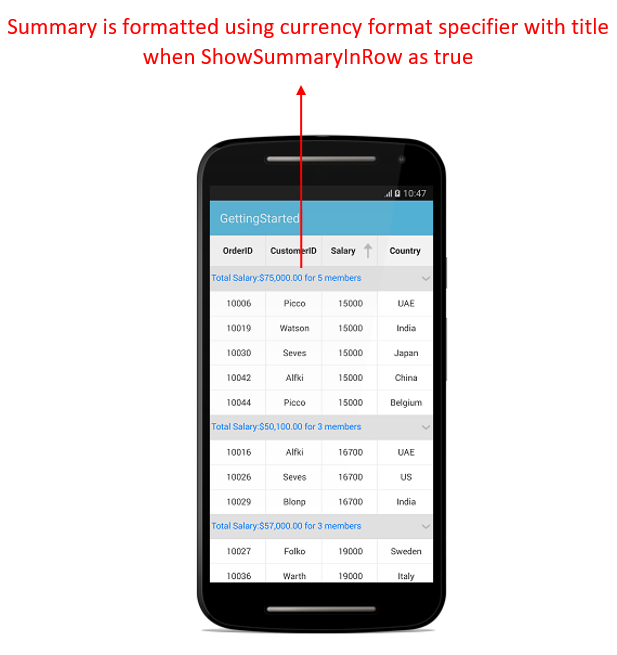 Summary is formatted using currency format specifier with title
when ShowSummaryInRow as true
10:47
GettingStarted
OrderID CustomerID Salary Country
Total Salary:$75,000.00 for 5 members
10006 Picco 15000 UAE
10019 Watson 15000 India
10030 Seves 15000 Japan
10042 Alfki 15000 China
10044 Picco 15000 Belgium
Total Salary:$50,100.00 for 3 members
10016 Alfki 16700 UAE
10026 Seves 16700 US
10029 Blonp 16700 India
Total Salary:$57,000.00 for 3 members
10027 Folko 19000 Sweden
10036 Warth 19000 Italy